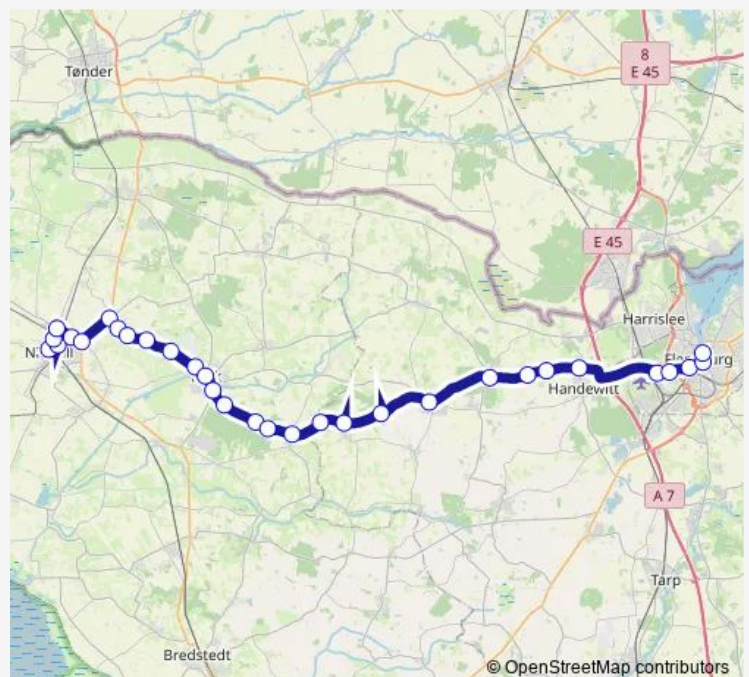 Tønder
8
E 45
E 45
Harrislee
Handewitt
A 7
Tarp
Bredstedt
© OpenStreetMap contributors